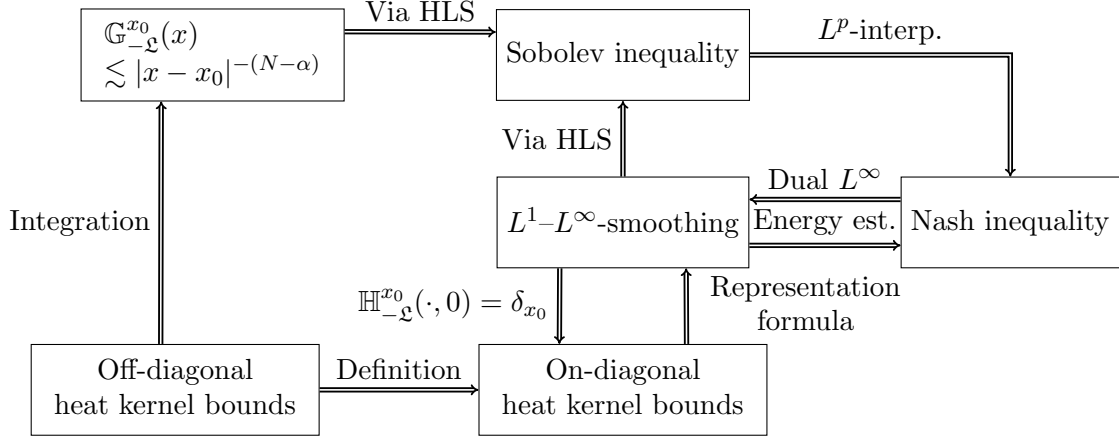 Via HLS
𝔾^{x_0}_{-𝔏}(x)
≲ |x − x_0|^{−(N−α)}
Sobolev inequality
L^p-interp.
Via HLS
Integration
L^1–L^∞-smoothing
Dual L^∞
Energy est.
Nash inequality
ℍ^{x_0}_{-𝔏}(·, 0) = δ_{x_0}
Representation
formula
Off-diagonal
heat kernel bounds
Definition
On-diagonal
heat kernel bounds